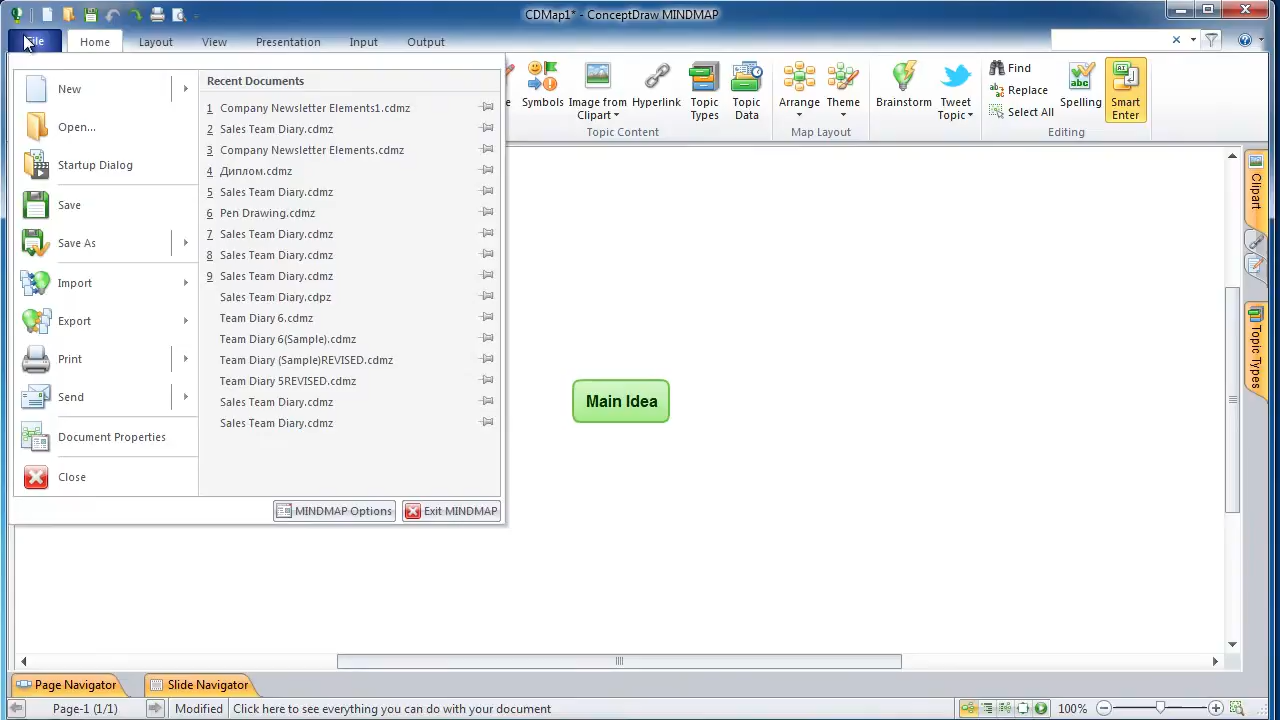 CDMap1* - ConceptDraw MINDMAP
File Home Layout View Presentation Input Output
New
Open...
Startup Dialog
Save
Save As
Import
Export
Print
Send
Document Properties
Close
Recent Documents
1 Company Newsletter Elements1.cdmz
2 Sales Team Diary.cdmz
3 Company Newsletter Elements.cdmz
4 Диплом.cdmz
5 Sales Team Diary.cdmz
6 Pen Drawing.cdmz
7 Sales Team Diary.cdmz
8 Sales Team Diary.cdmz
9 Sales Team Diary.cdmz
Sales Team Diary.cdpz
Team Diary 6.cdmz
Team Diary 6(Sample).cdmz
Team Diary (Sample)REVISED.cdmz
Team Diary 5REVISED.cdmz
Sales Team Diary.cdmz
Sales Team Diary.cdmz
MINDMAP Options Exit MINDMAP
Symbols
Image from
Clipart
Hyperlink
Topic
Types
Topic
Data
Topic Content
Arrange
Theme
Map Layout
Brainstorm
Tweet
Topic
Find
Replace
Select All
Spelling
Smart
Enter
Editing
Main Idea
Clipart
Topic Types
Page Navigator Slide Navigator
Page-1 (1/1) Modified Click here to see everything you can do with your document 100%